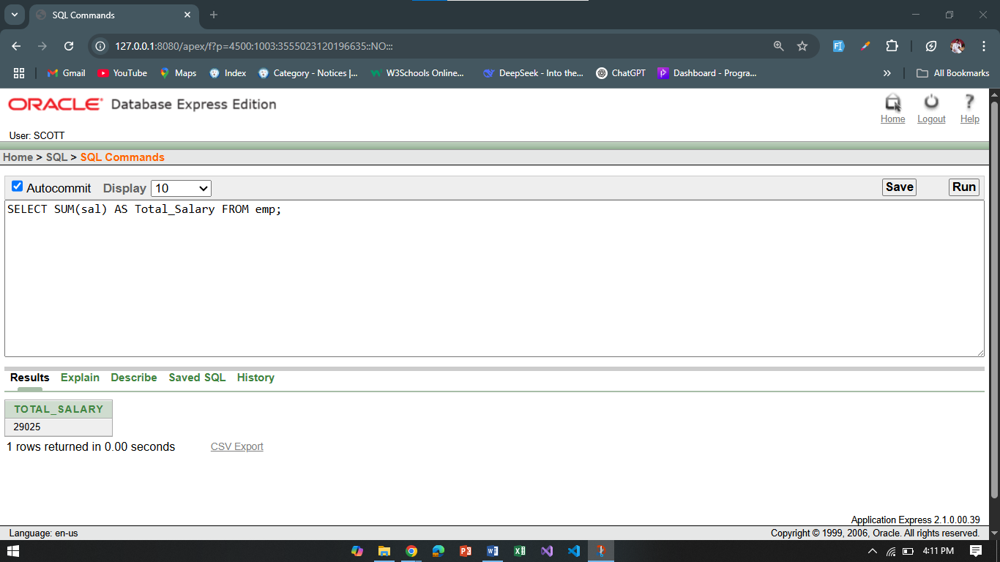 SQL Commands
127.0.0.1:8080/apex/f?p=4500:1003:3555023120196635::NO:::
Gmail YouTube Maps Index Category - Notices |... W3Schools Online... DeepSeek - Into the... ChatGPT Dashboard - Progra... » All Bookmarks
ORACLE Database Express Edition
Home Logout Help
User: SCOTT
Home > SQL > SQL Commands
Autocommit Display 10 Save Run
SELECT SUM(sal) AS Total_Salary FROM emp;
Results Explain Describe Saved SQL History
TOTAL_SALARY
29025
1 rows returned in 0.00 seconds CSV Export
Application Express 2.1.0.00.39
Language: en-us Copyright © 1999, 2006, Oracle. All rights reserved.
4:11 PM